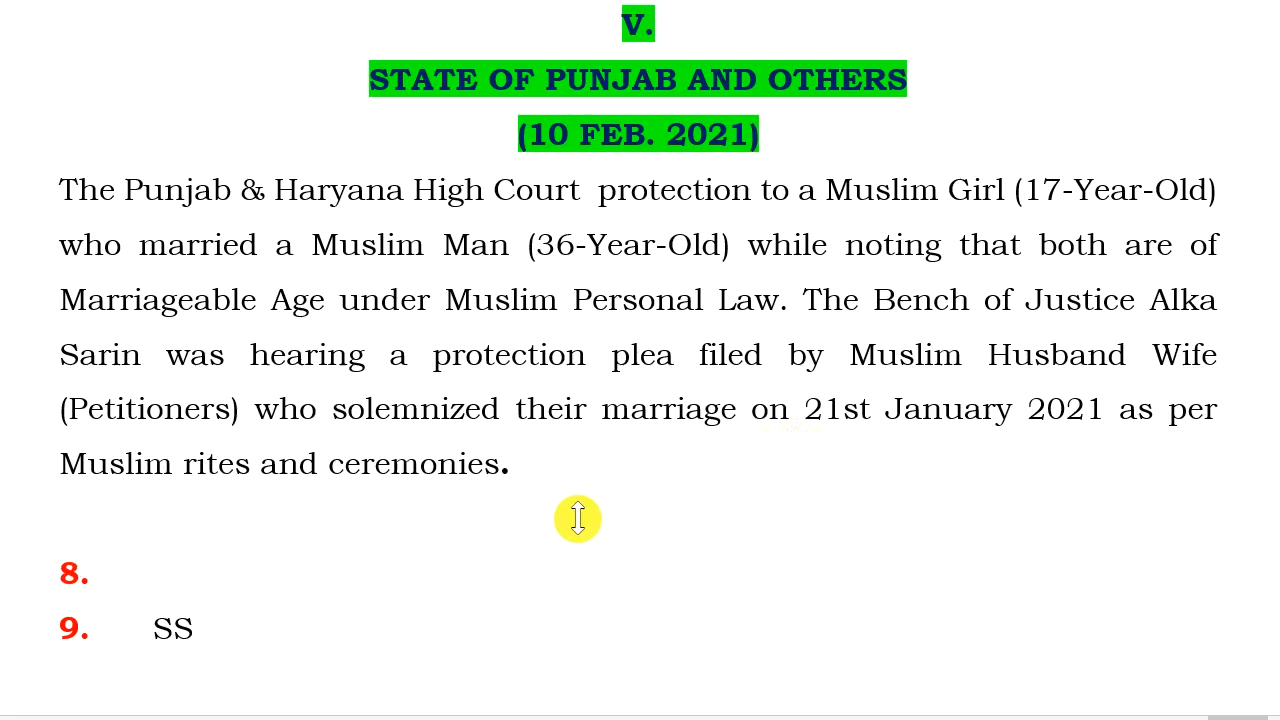 V.
STATE OF PUNJAB AND OTHERS
(10 FEB. 2021)
The Punjab & Haryana High Court  protection to a Muslim Girl (17-Year-Old)
who married a Muslim Man (36-Year-Old) while noting that both are of
Marriageable Age under Muslim Personal Law. The Bench of Justice Alka
Sarin was hearing a protection plea filed by Muslim Husband Wife
(Petitioners) who solemnized their marriage on 21st January 2021 as per
Muslim rites and ceremonies.
8.
9. SS